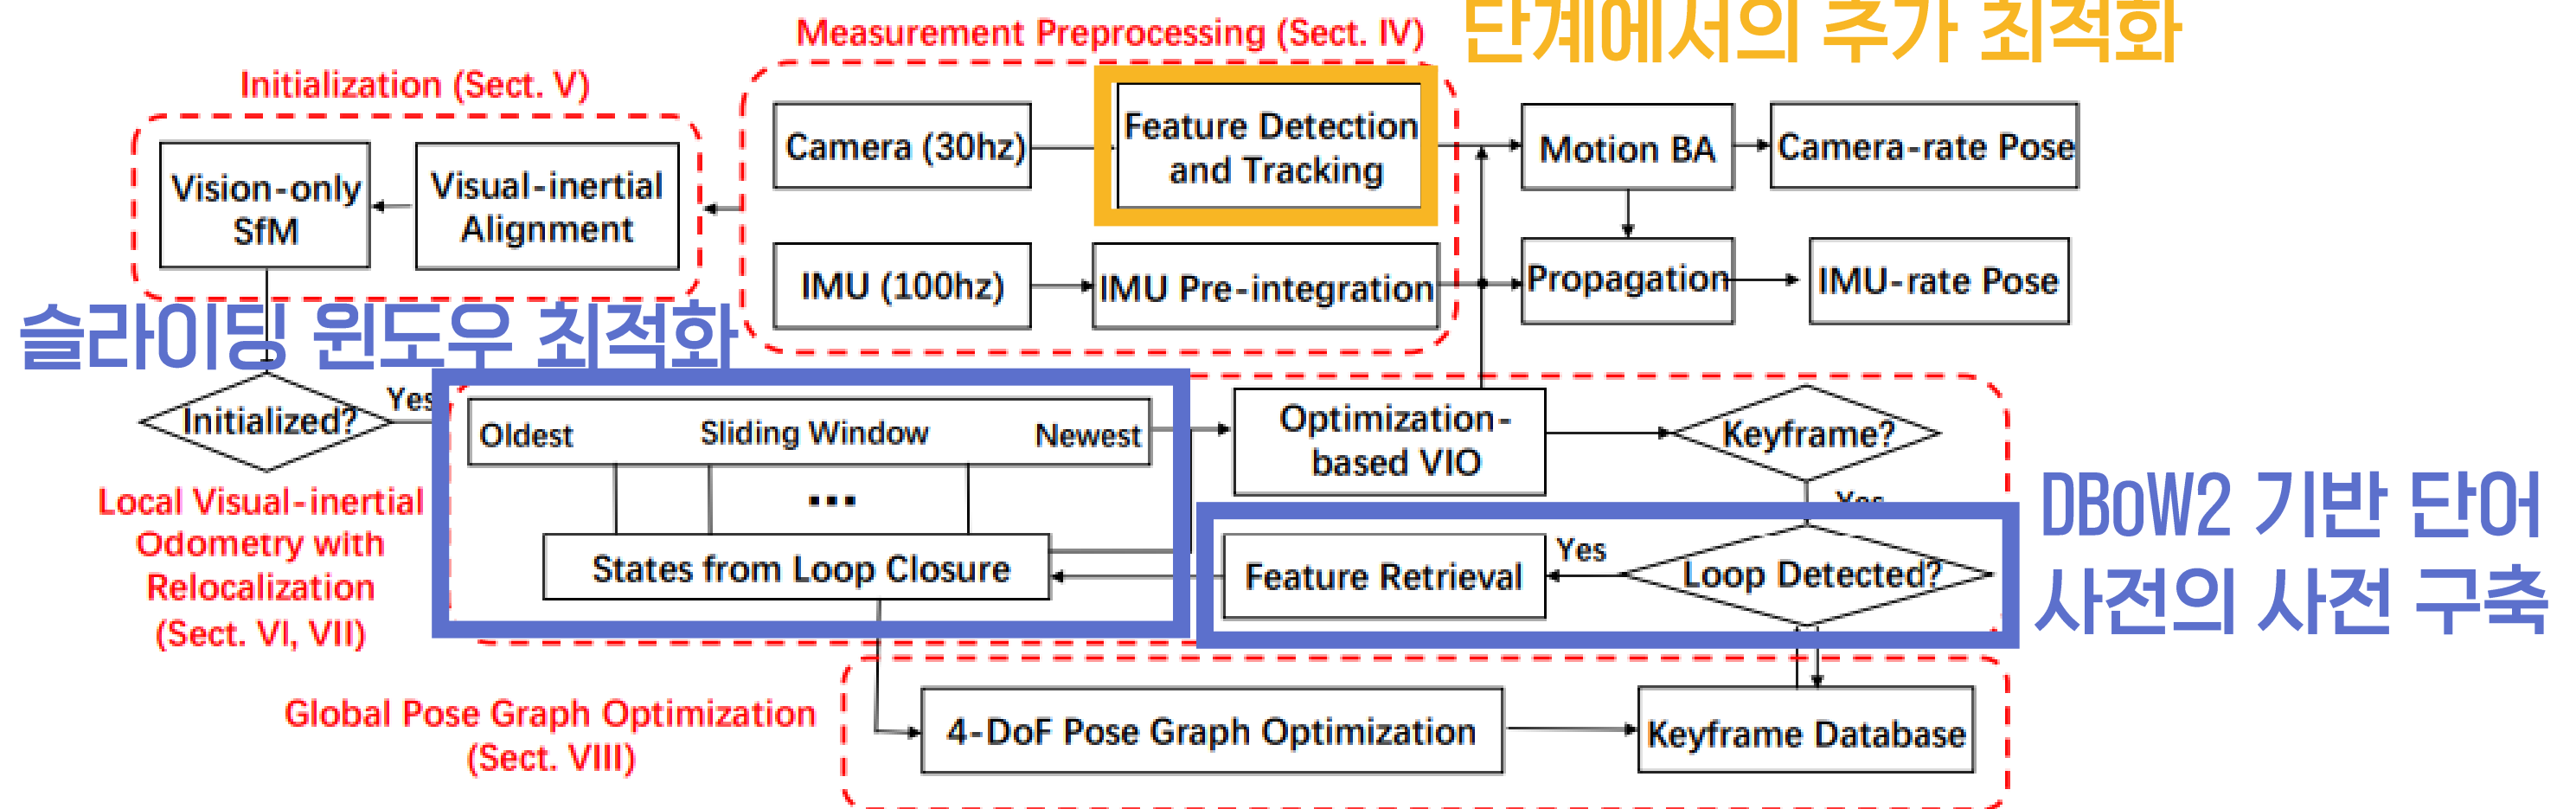 단계에서의 추가 최적화
Measurement Preprocessing (Sect. IV)
Initialization (Sect. V)
Camera (30hz)
Feature Detection
and Tracking
Motion BA
Camera-rate Pose
Vision-only
SfM
Visual-inertial
Alignment
IMU (100hz)
IMU Pre-integration
Propagation
IMU-rate Pose
슬라이딩 윈도우 최적화
Initialized?
Yes
Oldest
Sliding Window
Newest
Optimization-
based VIO
Keyframe?
Yes
Local Visual-inertial
Odometry with
Relocalization
(Sect. VI, VII)
...
States from Loop Closure
Feature Retrieval
Yes
Loop Detected?
DBoW2 기반 단어
사전의 사전 구축
Global Pose Graph Optimization
(Sect. VIII)
4-DoF Pose Graph Optimization
Keyframe Database